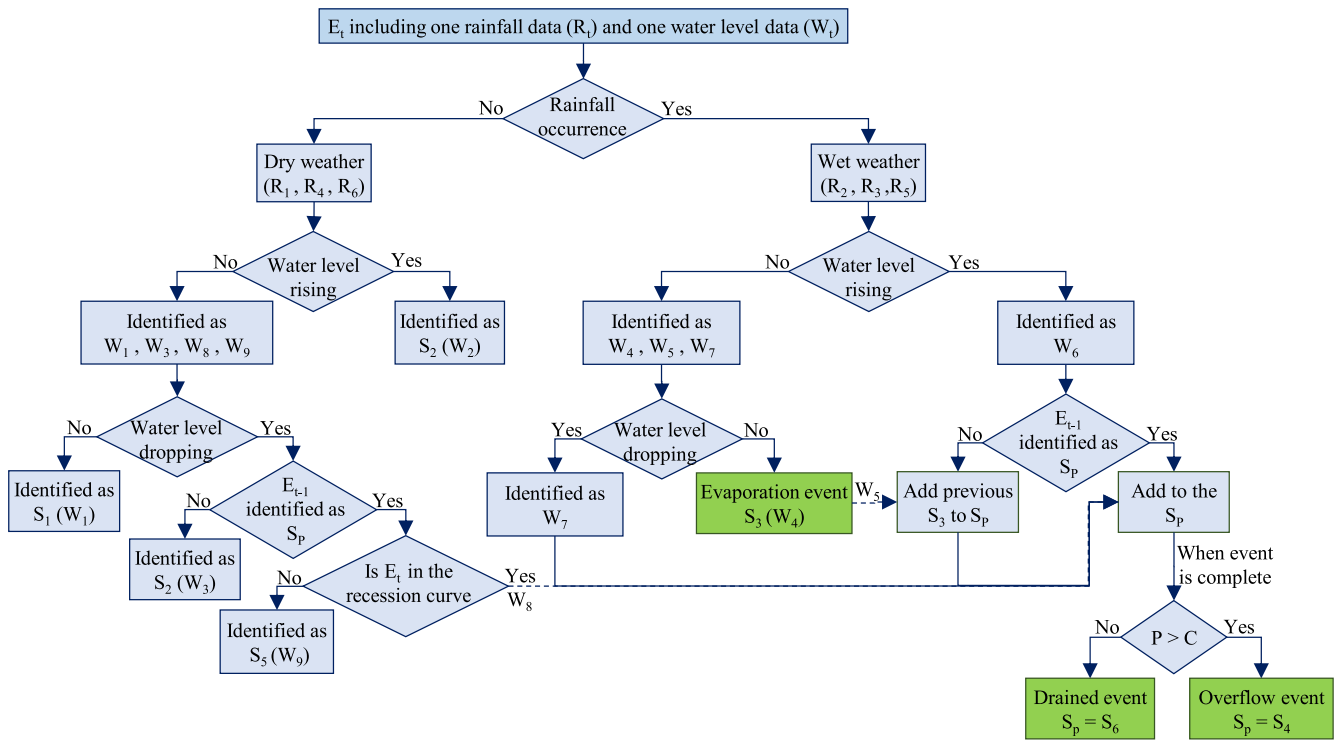 Et including one rainfall data (Rt) and one water level data (Wt)
Rainfall
occurrence
No
Yes
Dry weather
(R1 , R4 , R6)
Wet weather
(R2 , R3 ,R5)
Water level
rising
No
Yes
Water level
rising
No
Yes
Identified as
W1 , W3 , W8 , W9
Identified as
S2 (W2)
Identified as
W4 , W5 , W7
Identified as
W6
Water level
dropping
No
Yes
Water level
dropping
Yes
No
Et-1
identified as
SP
No
Yes
Identified as
S1 (W1)
Et-1
identified as
SP
No
Yes
Identified as
W7
Evaporation event
S3 (W4)
W5
Add previous
S3 to SP
Add to the
SP
Identified as
S2 (W3)
Is Et in the
recession curve
No
Yes
W8
When event
is complete
Identified as
S5 (W9)
P > C
No
Yes
Drained event
Sp = S6
Overflow event
Sp = S4